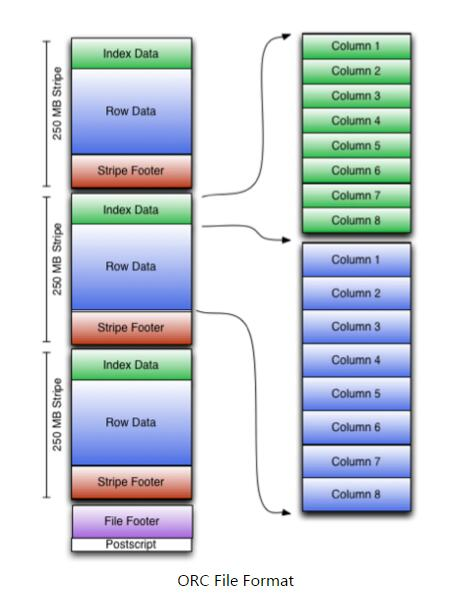 250 MB Stripe
Index Data
Row Data
Stripe Footer
250 MB Stripe
Index Data
Row Data
Stripe Footer
250 MB Stripe
Index Data
Row Data
Stripe Footer
File Footer
Postscript
Column 1
Column 2
Column 3
Column 4
Column 5
Column 6
Column 7
Column 8
Column 1
Column 2
Column 3
Column 4
Column 5
Column 6
Column 7
Column 8
ORC File Format